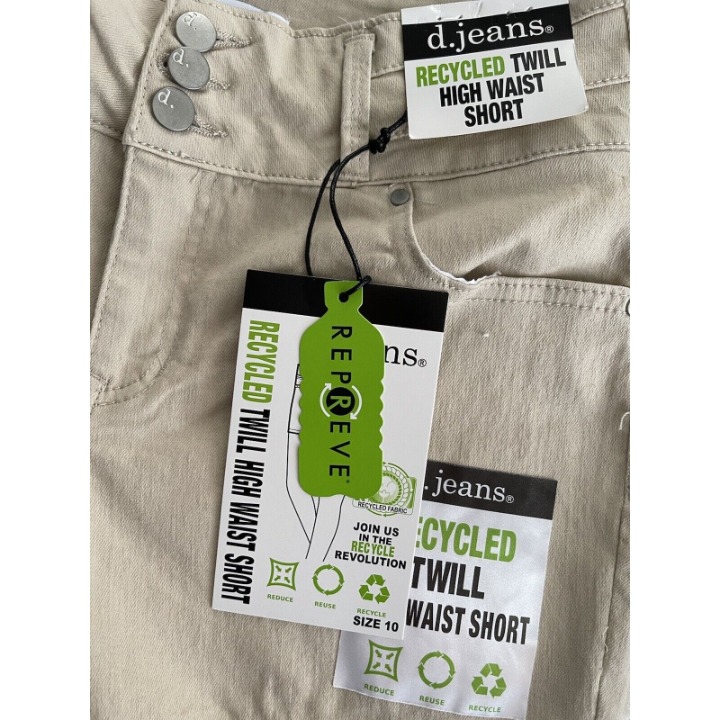 d.
d.
d.
d.jeans®
RECYCLED TWILL
HIGH WAIST
SHORT
ns®
REPREVE®
RECYCLED TWILL HIGH WAIST SHORT
RECYCLED FABRIC
JOIN US
IN THE
RECYCLE
REVOLUTION
REDUCE
REUSE
RECYCLE
SIZE 10
.jeans®
ECYCLED
TWILL
WAIST SHORT
REDUCE
REUSE
RECYCLE